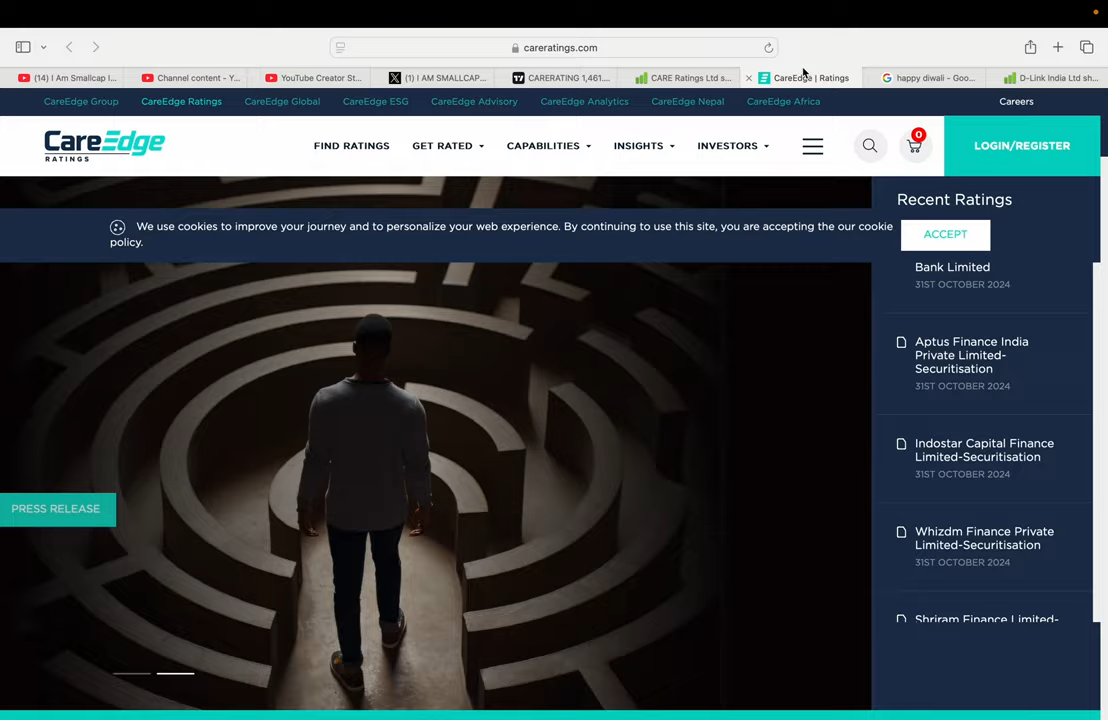 careratings.com
(14) I Am Smallcap I...
Channel content - Y...
YouTube Creator St...
(1) I AM SMALLCAP...
CARERATING 1,461....
CARE Ratings Ltd s...
CareEdge | Ratings
happy diwali - Goo...
D-Link India Ltd sh...
CareEdge Group
CareEdge Ratings
CareEdge Global
CareEdge ESG
CareEdge Advisory
CareEdge Analytics
CareEdge Nepal
CareEdge Africa
Careers
CareEdge
RATINGS
FIND RATINGS
GET RATED
CAPABILITIES
INSIGHTS
INVESTORS
0
LOGIN/REGISTER
Recent Ratings
We use cookies to improve your journey and to personalize your web experience. By continuing to use this site, you are accepting the our cookie
policy.
ACCEPT
Bank Limited
31ST OCTOBER 2024
Aptus Finance India
Private Limited-
Securitisation
31ST OCTOBER 2024
Indostar Capital Finance
Limited-Securitisation
31ST OCTOBER 2024
PRESS RELEASE
Whizdm Finance Private
Limited-Securitisation
31ST OCTOBER 2024
Shriram Finance Limited-